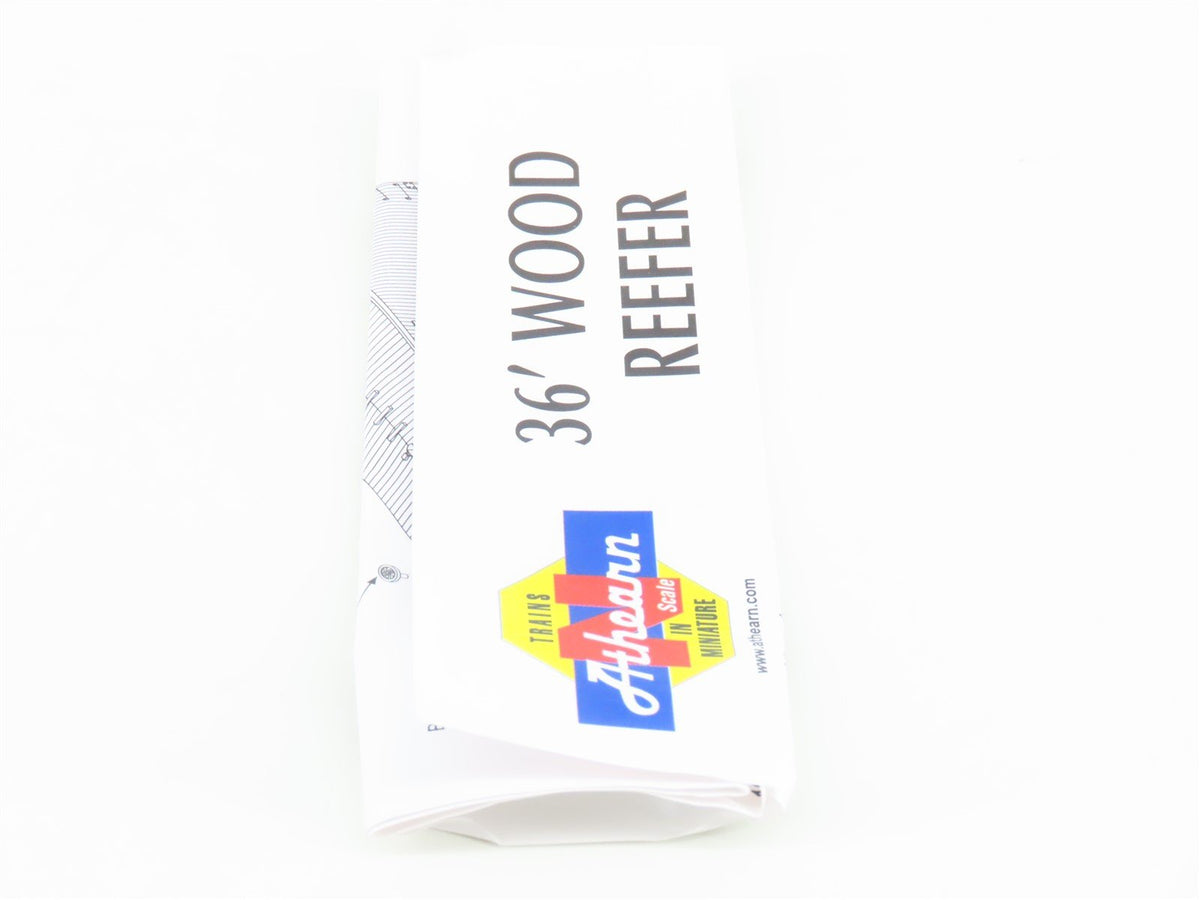 36' WOOD
REEFER
TRAINS
Athearn
N Scale
IN
MINIATURE
www.athearn.com